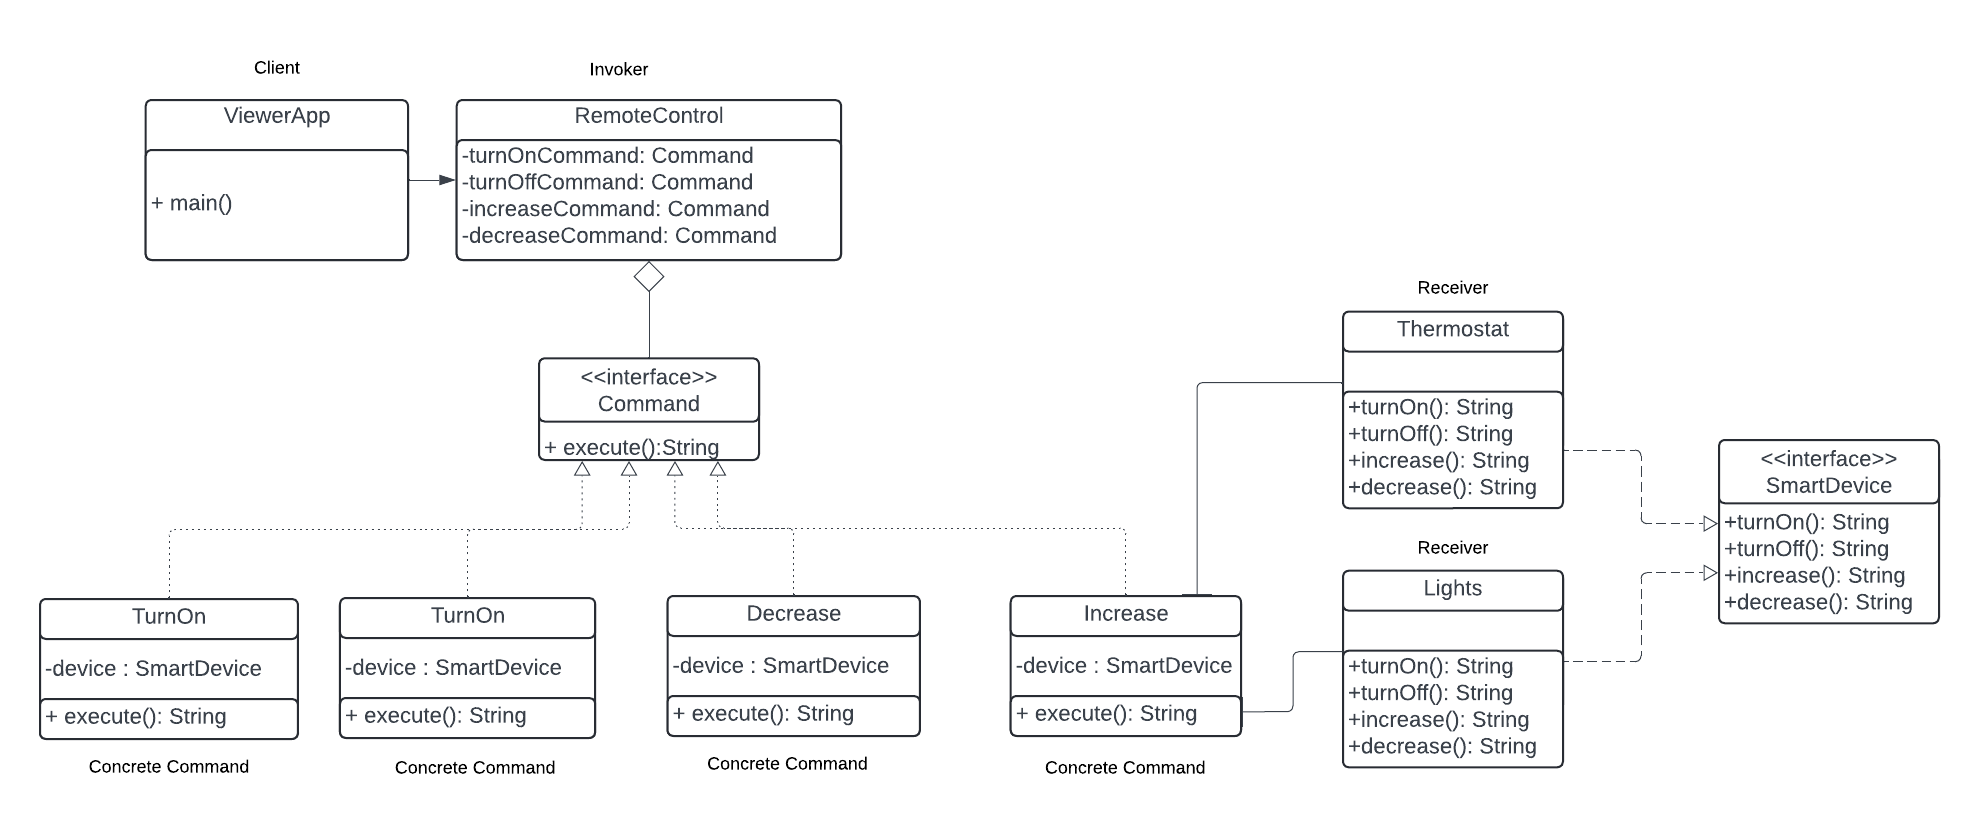 Client
ViewerApp
+ main()
Invoker
RemoteControl
-turnOnCommand: Command
-turnOffCommand: Command
-increaseCommand: Command
-decreaseCommand: Command
<<interface>>
Command
+ execute():String
TurnOn
-device : SmartDevice
+ execute(): String
Concrete Command
TurnOn
-device : SmartDevice
+ execute(): String
Concrete Command
Decrease
-device : SmartDevice
+ execute(): String
Concrete Command
Increase
-device : SmartDevice
+ execute(): String
Concrete Command
Receiver
Thermostat
+turnOn(): String
+turnOff(): String
+increase(): String
+decrease(): String
Receiver
Lights
+turnOn(): String
+turnOff(): String
+increase(): String
+decrease(): String
<<interface>>
SmartDevice
+turnOn(): String
+turnOff(): String
+increase(): String
+decrease(): String